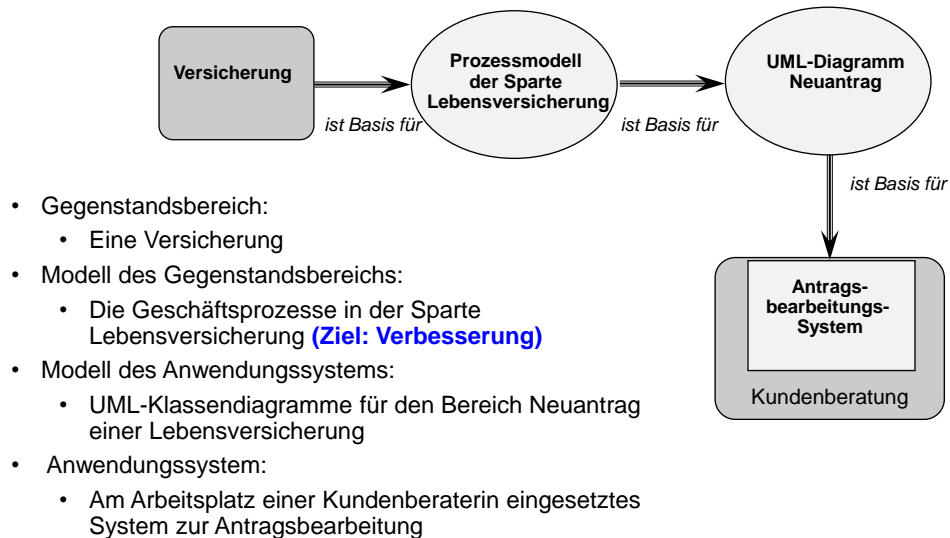 Versicherung
ist Basis für
Prozessmodell
der Sparte
Lebensversicherung
ist Basis für
UML-Diagramm
Neuantrag
ist Basis für
Antrags-
bearbeitungs-
System
Kundenberatung
• Gegenstandsbereich:
• Eine Versicherung
• Modell des Gegenstandsbereichs:
• Die Geschäftsprozesse in der Sparte
Lebensversicherung (Ziel: Verbesserung)
• Modell des Anwendungssystems:
• UML-Klassendiagramme für den Bereich Neuantrag
einer Lebensversicherung
• Anwendungssystem:
• Am Arbeitsplatz einer Kundenberaterin eingesetztes
System zur Antragsbearbeitung